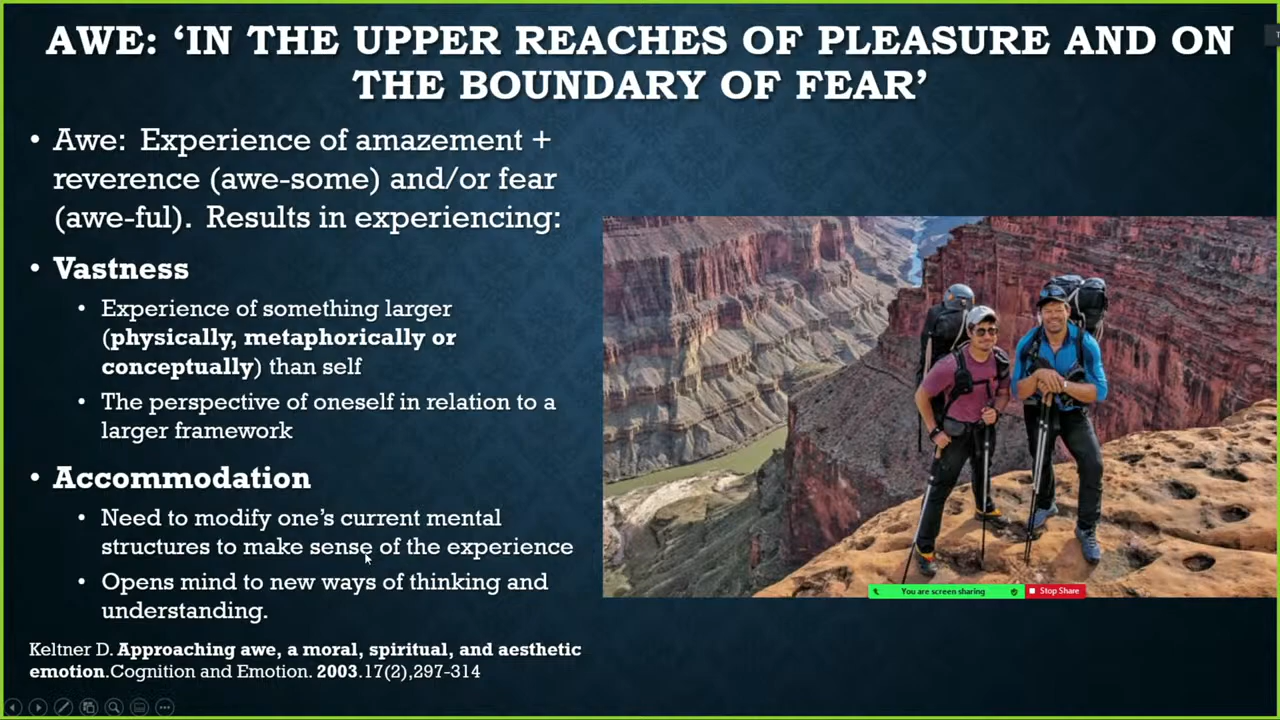 AWE: ‘IN THE UPPER REACHES OF PLEASURE AND ON
THE BOUNDARY OF FEAR’
• Awe: Experience of amazement +
reverence (awe-some) and/or fear
(awe-ful). Results in experiencing:
• Vastness
• Experience of something larger
(physically, metaphorically or
conceptually) than self
• The perspective of oneself in relation to a
larger framework
• Accommodation
• Need to modify one’s current mental
structures to make sense of the experience
• Opens mind to new ways of thinking and
understanding.
Keltner D. Approaching awe, a moral, spiritual, and aesthetic
emotion.Cognition and Emotion. 2003.17(2),297-314
You are screen sharing
Stop Share